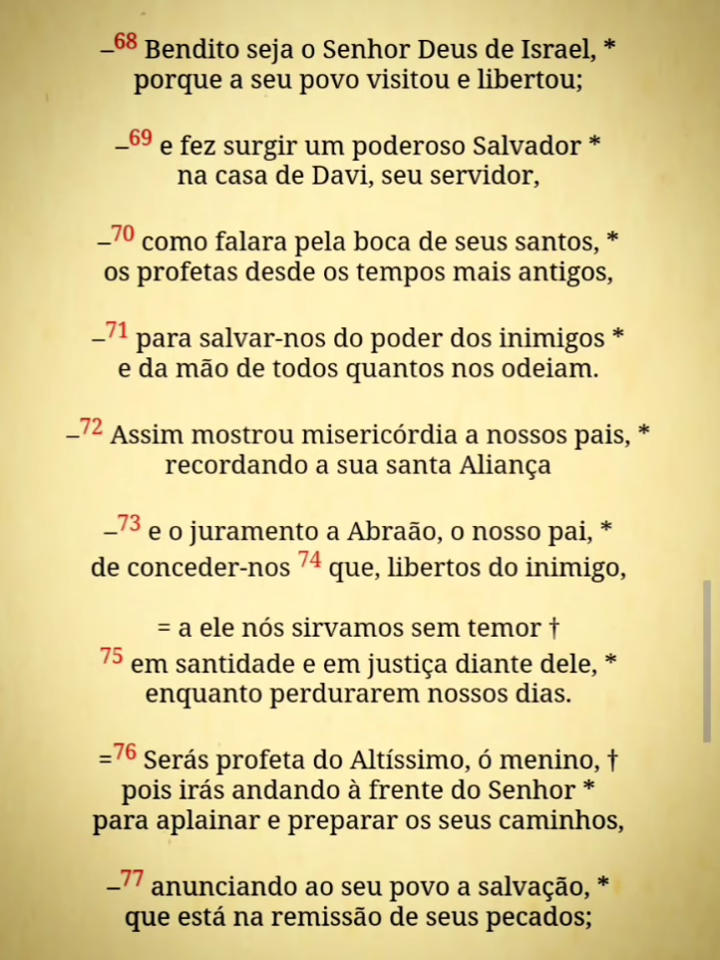 –68 Bendito seja o Senhor Deus de Israel, *
porque a seu povo visitou e libertou;
–69 e fez surgir um poderoso Salvador *
na casa de Davi, seu servidor,
–70 como falara pela boca de seus santos, *
os profetas desde os tempos mais antigos,
–71 para salvar-nos do poder dos inimigos *
e da mão de todos quantos nos odeiam.
–72 Assim mostrou misericórdia a nossos pais, *
recordando a sua santa Aliança
–73 e o juramento a Abraão, o nosso pai, *
de conceder-nos 74 que, libertos do inimigo,
= a ele nós sirvamos sem temor †
75 em santidade e em justiça diante dele, *
enquanto perdurarem nossos dias.
=76 Serás profeta do Altíssimo, ó menino, †
pois irás andando à frente do Senhor *
para aplainar e preparar os seus caminhos,
–77 anunciando ao seu povo a salvação, *
que está na remissão de seus pecados;